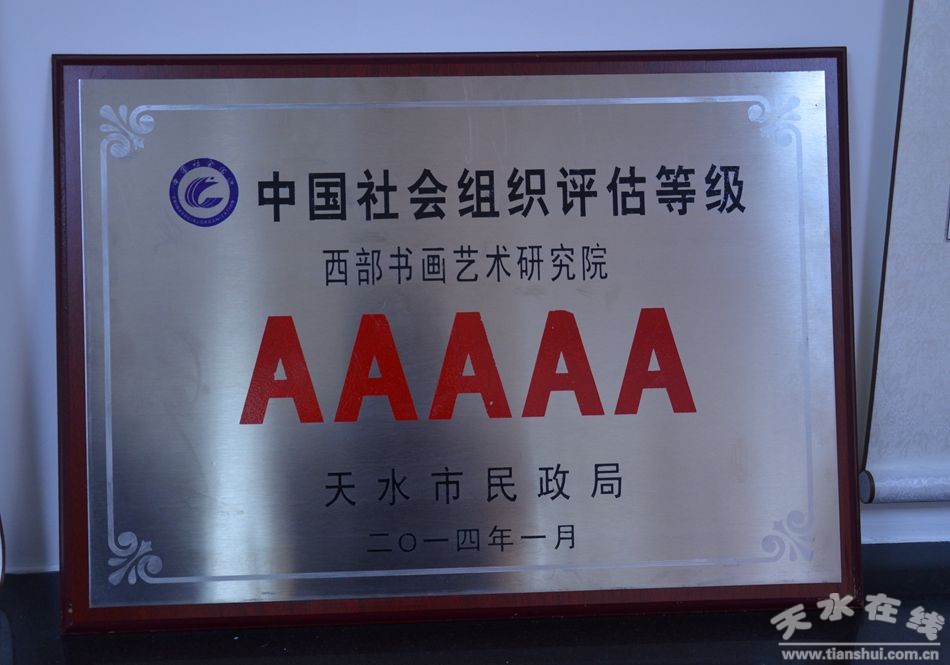 中国社会组织评估等级
西部书画艺术研究院
AAAAA
天水市民政局
二〇一四年一月
天水在线
www.tianshui.com.cn